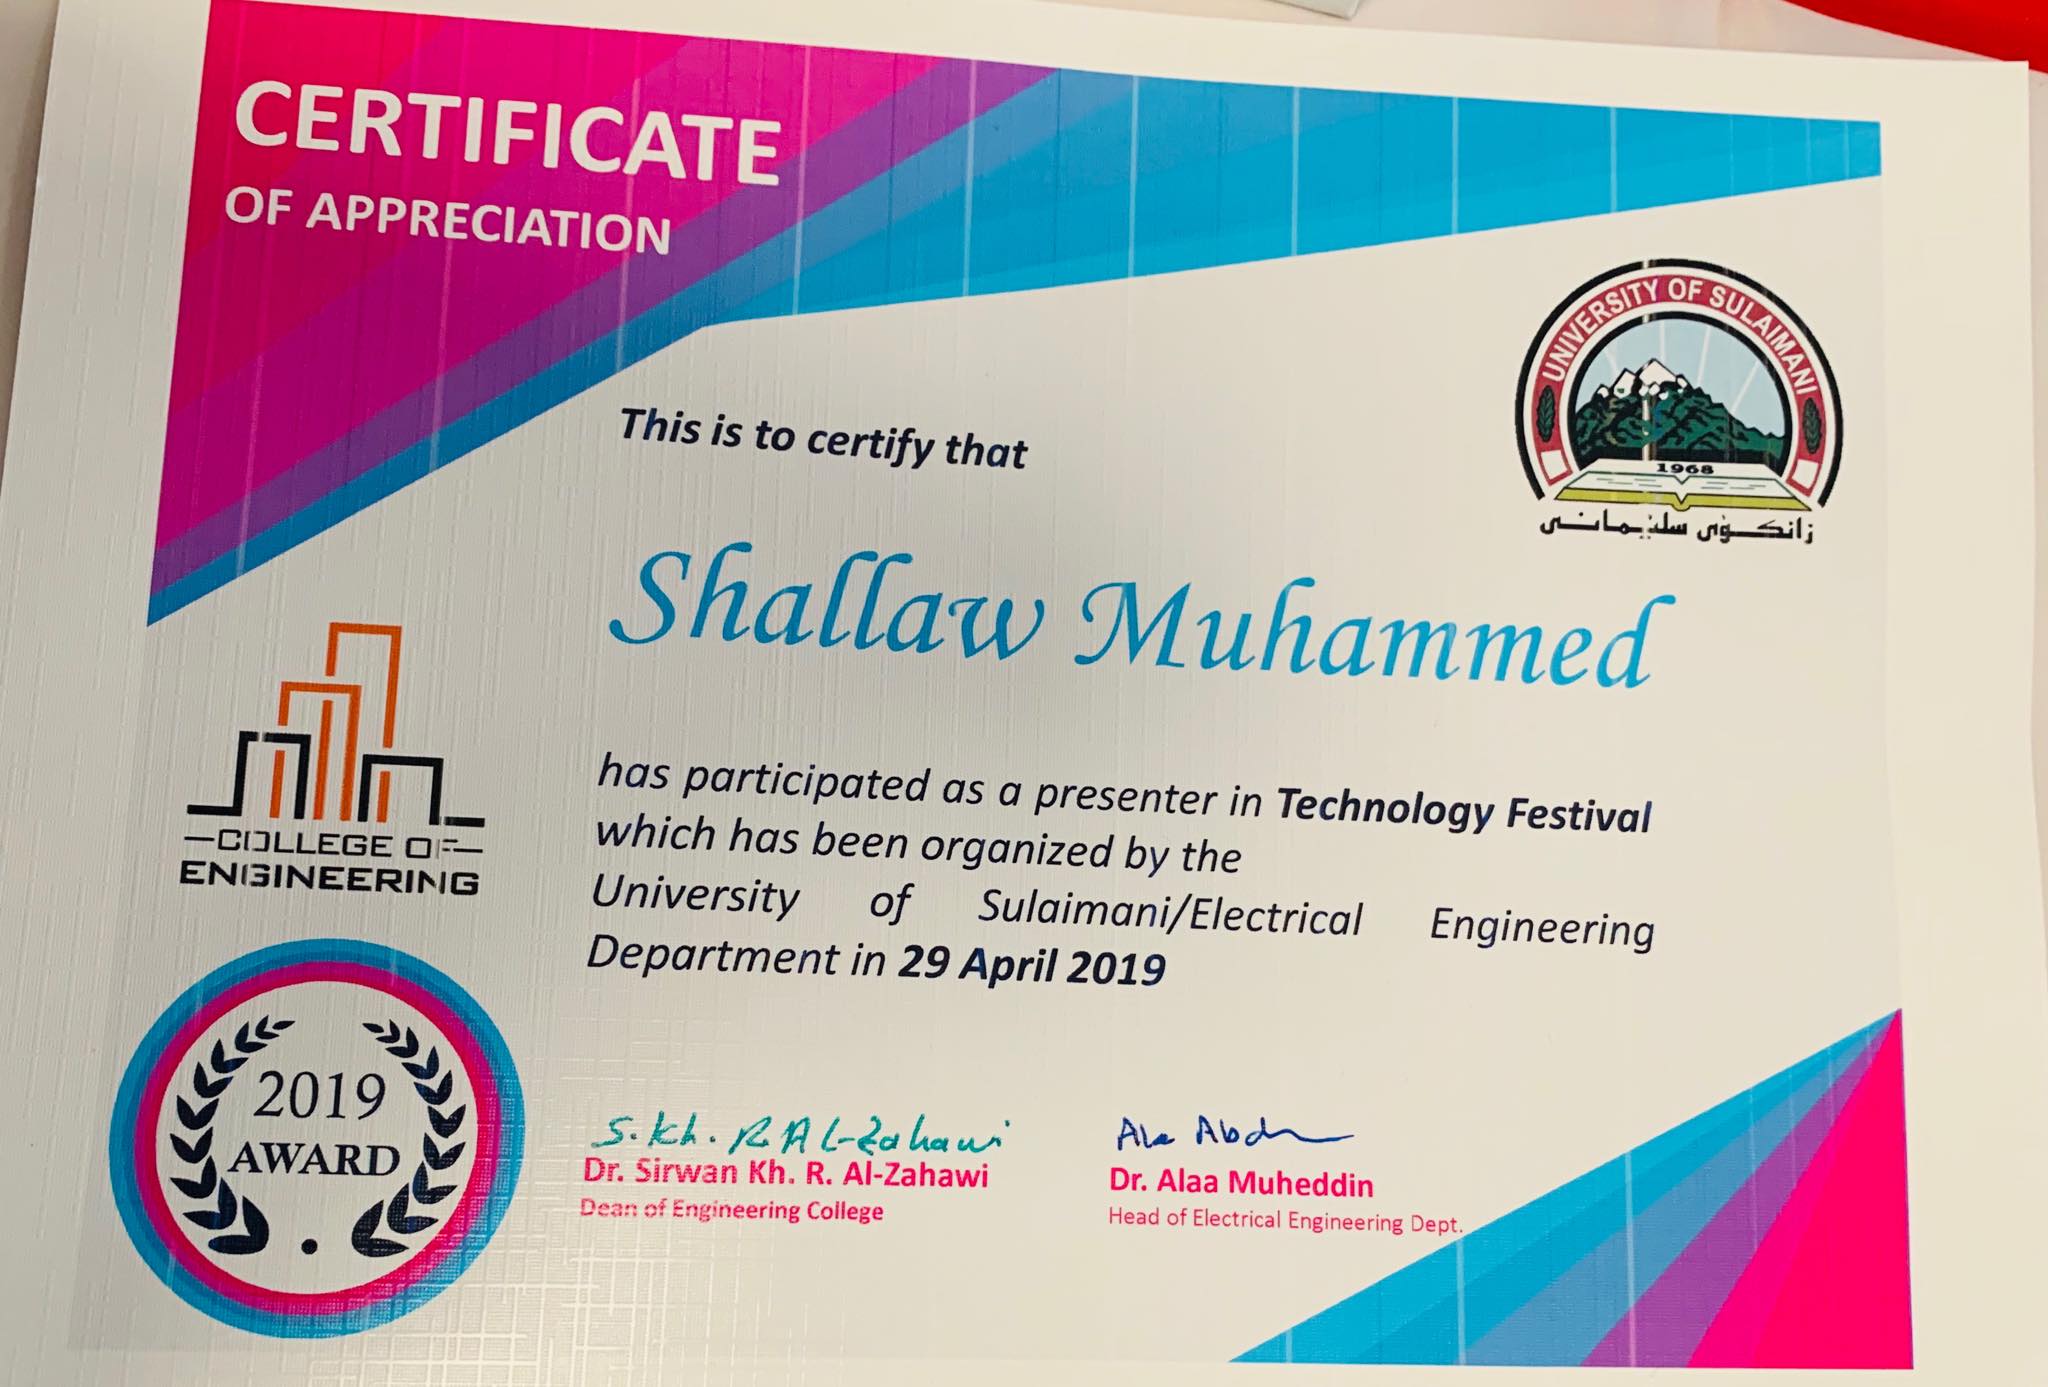 CERTIFICATE
OF APPRECIATION
UNIVERSITY OF SULAIMANI
1968
زانكۆی سلێمانی
This is to certify that
Shallaw Muhammed
has participated as a presenter in Technology Festival
which has been organized by the
University of Sulaimani/Electrical Engineering
Department in 29 April 2019
COLLEGE OF
ENGINEERING
2019
AWARD
S. Kh. R. AL-Zahawi
Dr. Sirwan Kh. R. Al-Zahawi
Dean of Engineering College
Dr. Alaa Muheddin
Head of Electrical Engineering Dept.